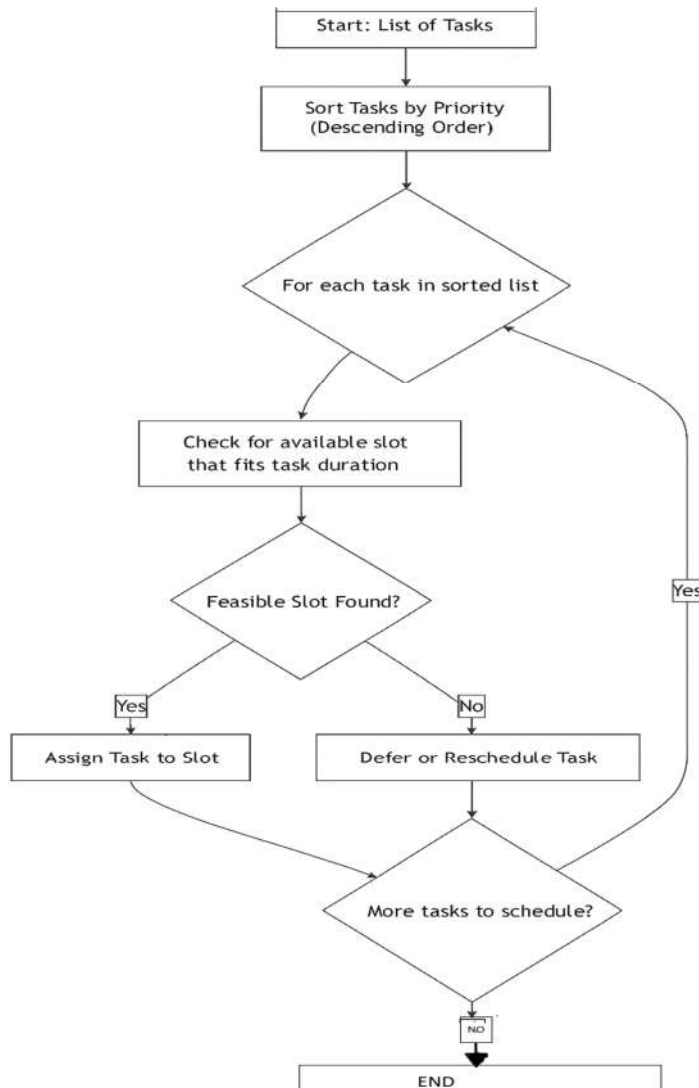 Start: List of Tasks
Sort Tasks by Priority
(Descending Order)
For each task in sorted list
Check for available slot
that fits task duration
Yes
Feasible Slot Found?
Yes
No
Assign Task to Slot
Defer or Reschedule Task
More tasks to schedule?
NO
END